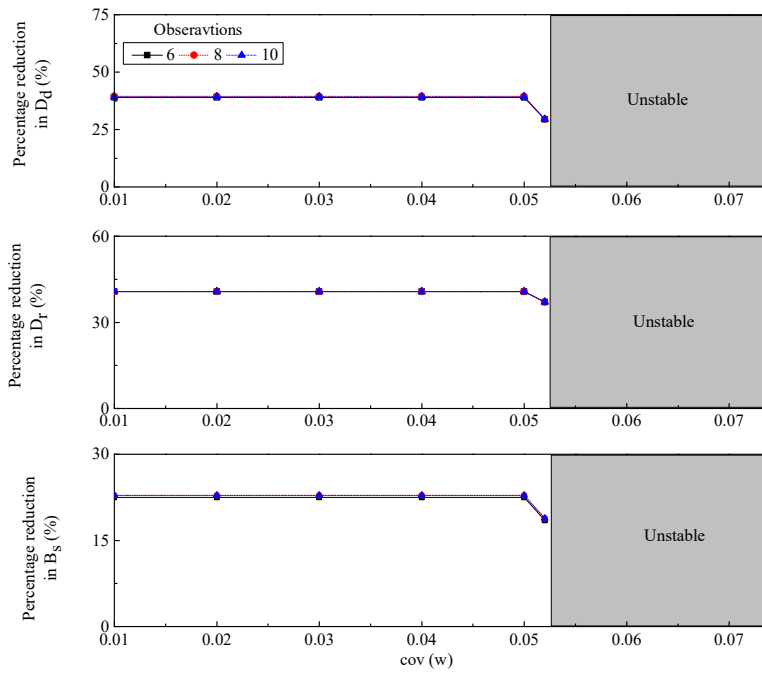 Percentage reduction
in Dd (%)
75
50
25
0
Obseravtions
6 8 10
Unstable
0.01 0.02 0.03 0.04 0.05 0.06 0.07
Percentage reduction
in Dr (%)
60
30
0
Unstable
0.01 0.02 0.03 0.04 0.05 0.06 0.07
Percentage reduction
in Bs (%)
30
15
0
Unstable
0.01 0.02 0.03 0.04 0.05 0.06 0.07
cov (w)